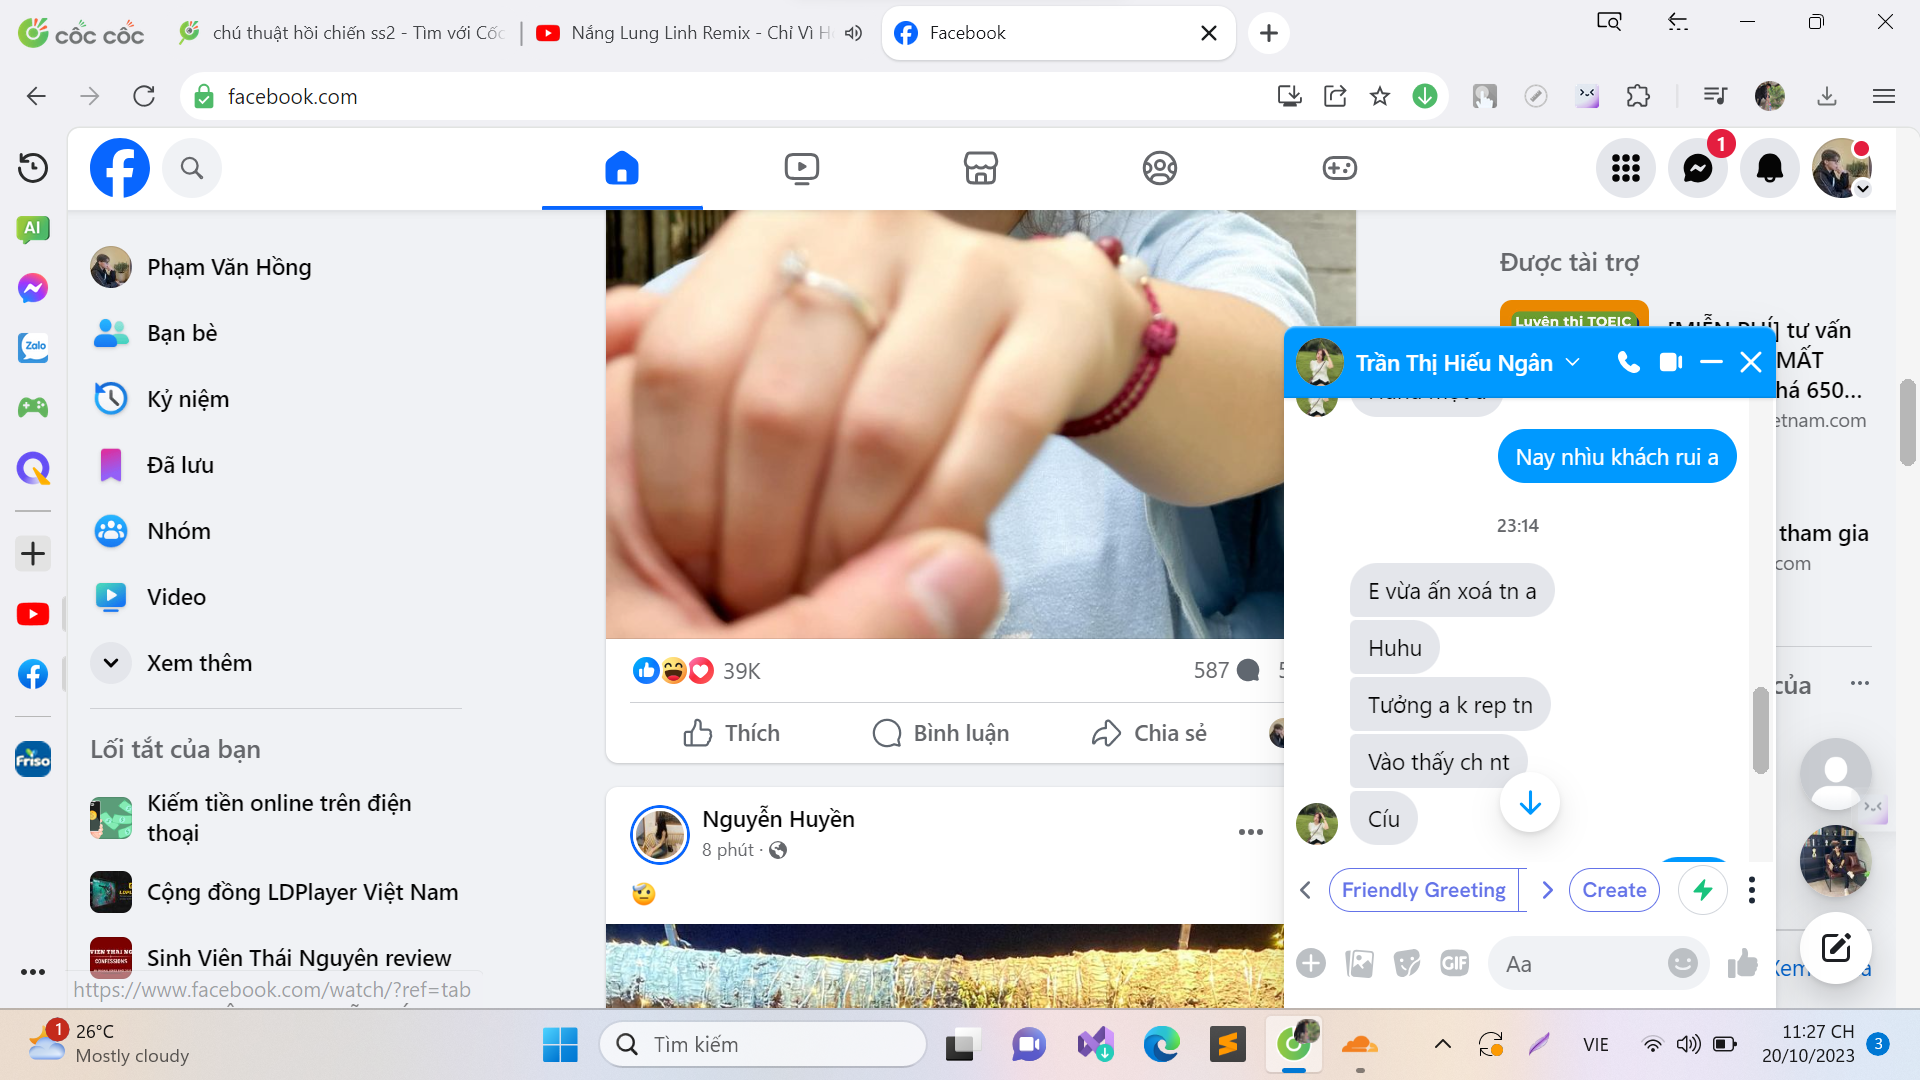 cốc cốc
chú thuật hồi chiến ss2 - Tìm với Cốc
Nắng Lung Linh Remix - Chỉ Vì
Facebook
facebook.com
1
AI
Zalo
Friso
Phạm Văn Hồng
Bạn bè
Kỷ niệm
Đã lưu
Nhóm
Video
Xem thêm
Lối tắt của bạn
Kiếm tiền online trên điện
thoại
Cộng đồng LDPlayer Việt Nam
Sinh Viên Thái Nguyên review
https://www.facebook.com/watch/?ref=tab
39K
587
Thích
Bình luận
Chia sẻ
Nguyễn Huyền
8 phút ·
Được tài trợ
Luyện thi TOEIC
[MIỄN PHÍ] tư vấn
MẤT
há 650...
etnam.com
tham gia
com
của
Trần Thị Hiếu Ngân
Nay nhìu khách rui a
23:14
E vừa ấn xoá tn a
Huhu
Tưởng a k rep tn
Vào thấy ch nt
Cíu
Friendly Greeting
Create
GIF
Aa
1
26°C
Mostly cloudy
Tìm kiếm
VIE
11:27 CH
20/10/2023
3